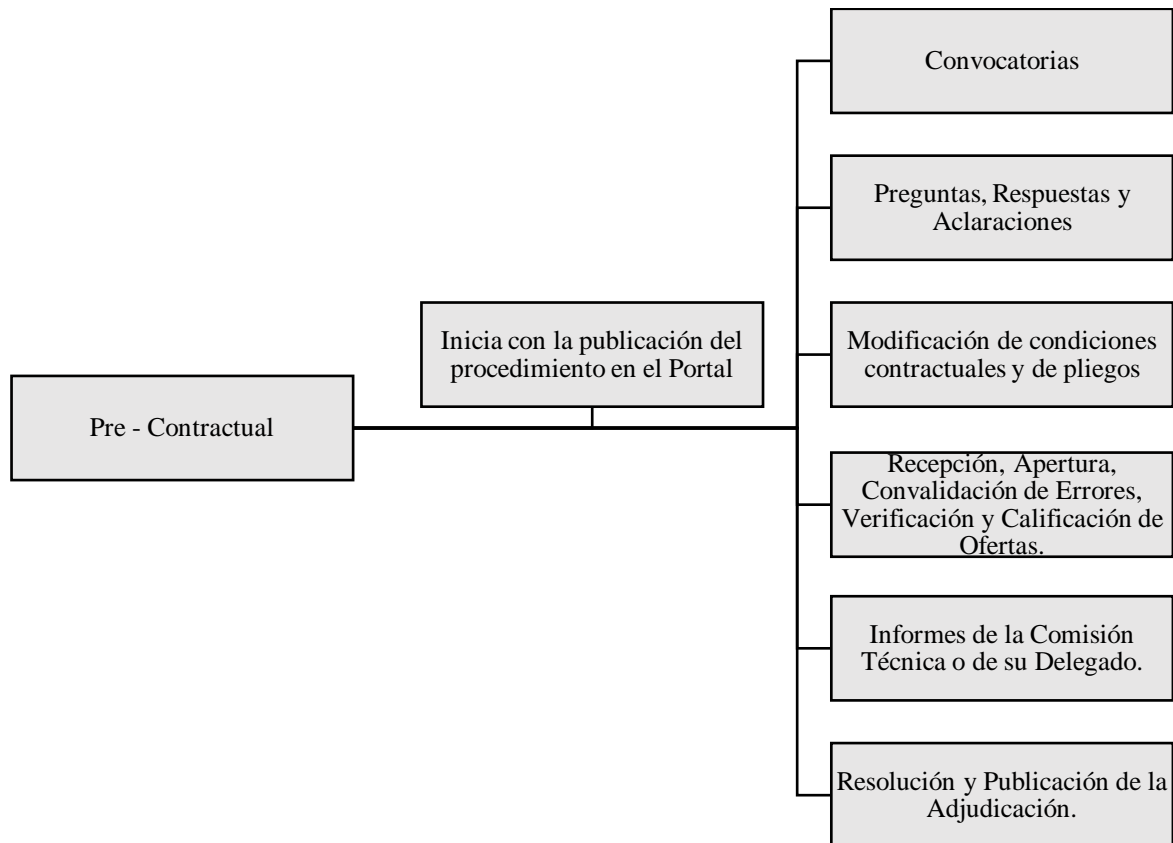 Pre - Contractual
Inicia con la publicación del
procedimiento en el Portal
Convocatorias
Preguntas, Respuestas y
Aclaraciones
Modificación de condiciones
contractuales y de pliegos
Recepción, Apertura,
Convalidación de Errores,
Verificación y Calificación de
Ofertas.
Informes de la Comisión
Técnica o de su Delegado.
Resolución y Publicación de la
Adjudicación.